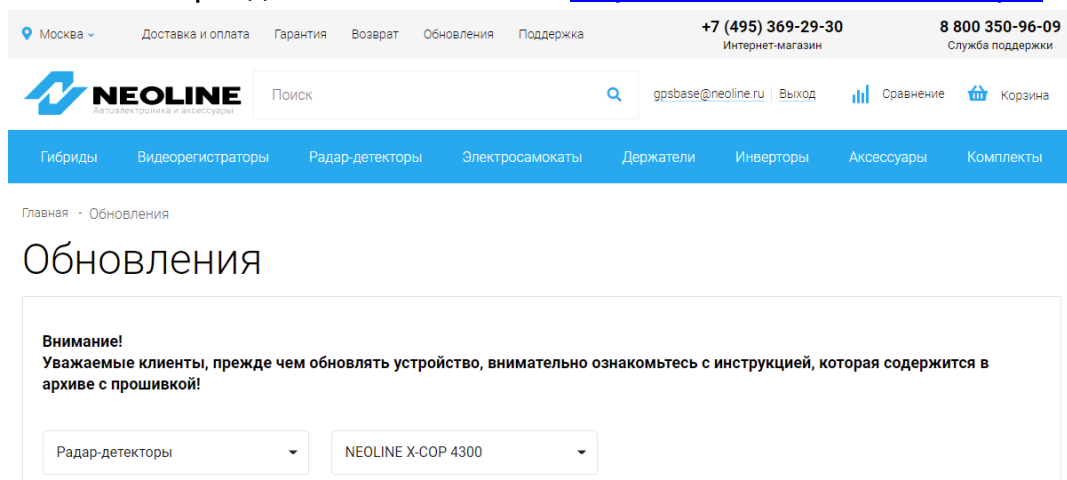 Москва
Доставка и оплата Гарантия Возврат Обновления Поддержка
+7 (495) 369-29-30
Интернет-магазин
8 800 350-96-09
Служба поддержки
NEOLINE
Автоэлектроника и аксессуары
Поиск
gpsbase@neoline.ru Выход
Сравнение
Корзина
Гибриды Видеорегистраторы Радар-детекторы Электросамокаты Держатели Инверторы Аксессуары Комплекты
Главная - Обновления
Обновления
Внимание!
Уважаемые клиенты, прежде чем обновлять устройство, внимательно ознакомьтесь с инструкцией, которая содержится в
архиве с прошивкой!
Радар-детекторы
NEOLINE X-COP 4300